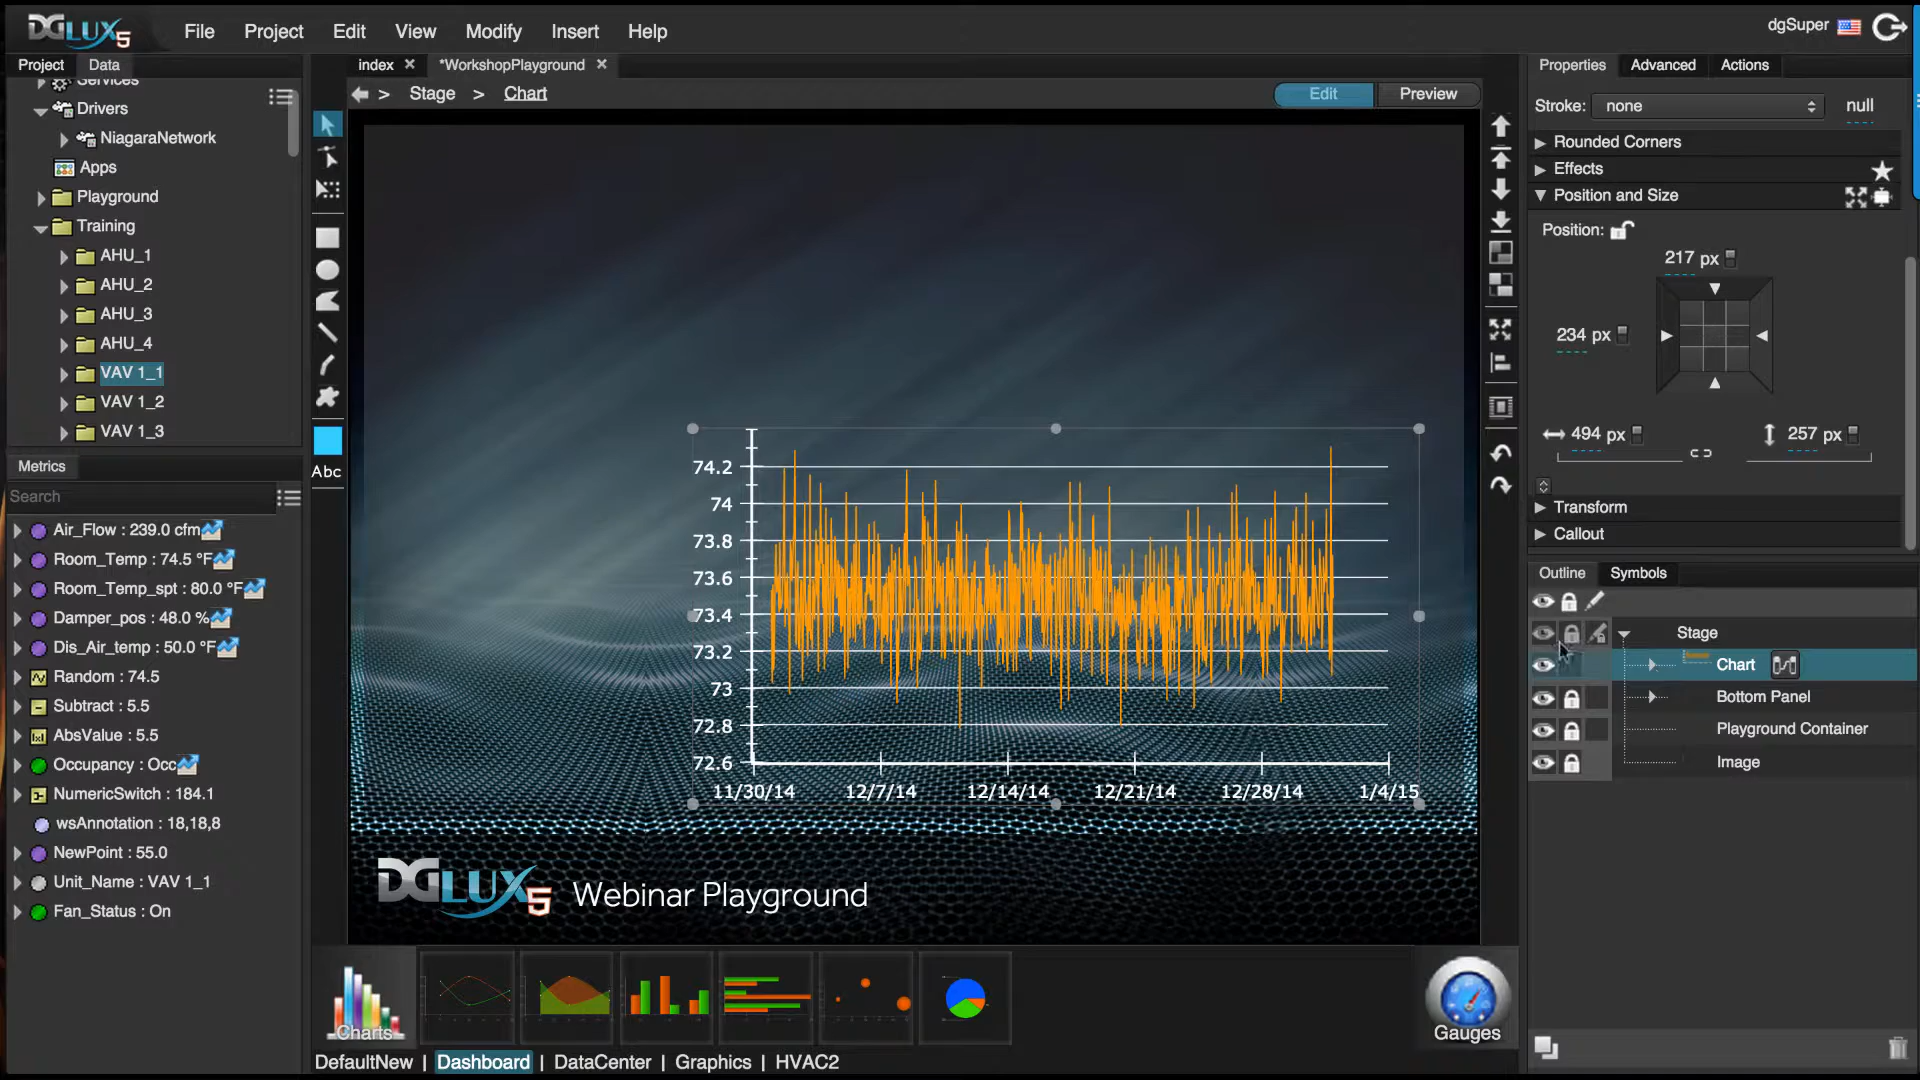 DGLUX5 File Project Edit View Modify Insert Help dgSuper
Project Data index *WorkshopPlayground Properties Advanced Actions
Services
Drivers
NiagaraNetwork
Apps
Playground
Training
AHU_1
AHU_2
AHU_3
AHU_4
VAV 1_1
VAV 1_2
VAV 1_3
Metrics
Search
Air_Flow : 239.0 cfm
Room_Temp : 74.5 °F
Room_Temp_spt : 80.0 °F
Damper_pos : 48.0 %
Dis_Air_temp : 50.0 °F
Random : 74.5
Subtract : 5.5
AbsValue : 5.5
Occupancy : Occ
NumericSwitch : 184.1
wsAnnotation : 18,18,8
NewPoint : 55.0
Unit_Name : VAV 1_1
Fan_Status : On
> Stage > Chart Edit Preview
Abc
74.2
74
73.8
73.6
73.4
73.2
73
72.8
72.6
11/30/14 12/7/14 12/14/14 12/21/14 12/28/14 1/4/15
DGLUX5 Webinar Playground
Charts Gauges
DefaultNew | Dashboard | DataCenter | Graphics | HVAC2
Stroke: none null
Rounded Corners
Effects
Position and Size
Position:
217 px
234 px
494 px 257 px
Transform
Callout
Outline Symbols
Stage
Chart
Bottom Panel
Playground Container
Image